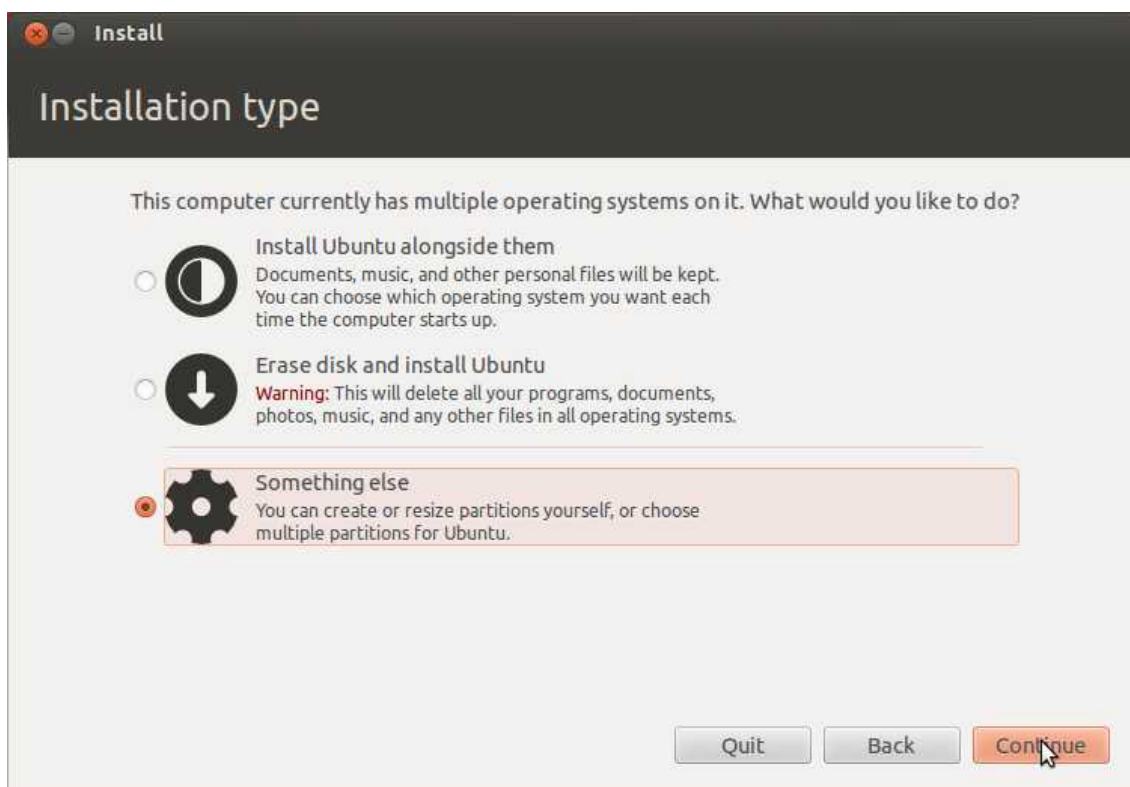 Install
Installation type
This computer currently has multiple operating systems on it. What would you like to do?
Install Ubuntu alongside them
Documents, music, and other personal files will be kept.
You can choose which operating system you want each
time the computer starts up.
Erase disk and install Ubuntu
Warning: This will delete all your programs, documents,
photos, music, and any other files in all operating systems.
Something else
You can create or resize partitions yourself, or choose
multiple partitions for Ubuntu.
Quit Back Continue